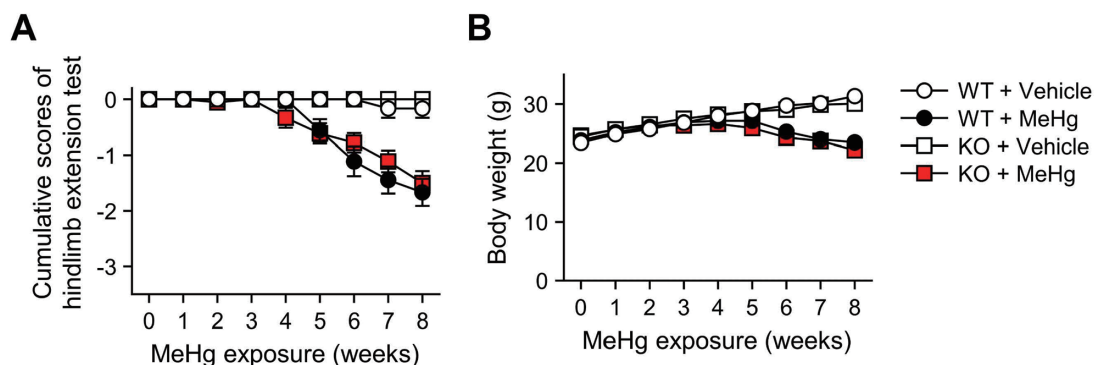 A
Cumulative scores of
hindlimb extension test
0
-1
-2
-3
0 1 2 3 4 5 6 7 8
MeHg exposure (weeks)
B
Body weight (g)
30
20
10
0
0 1 2 3 4 5 6 7 8
MeHg exposure (weeks)
WT + Vehicle
WT + MeHg
KO + Vehicle
KO + MeHg